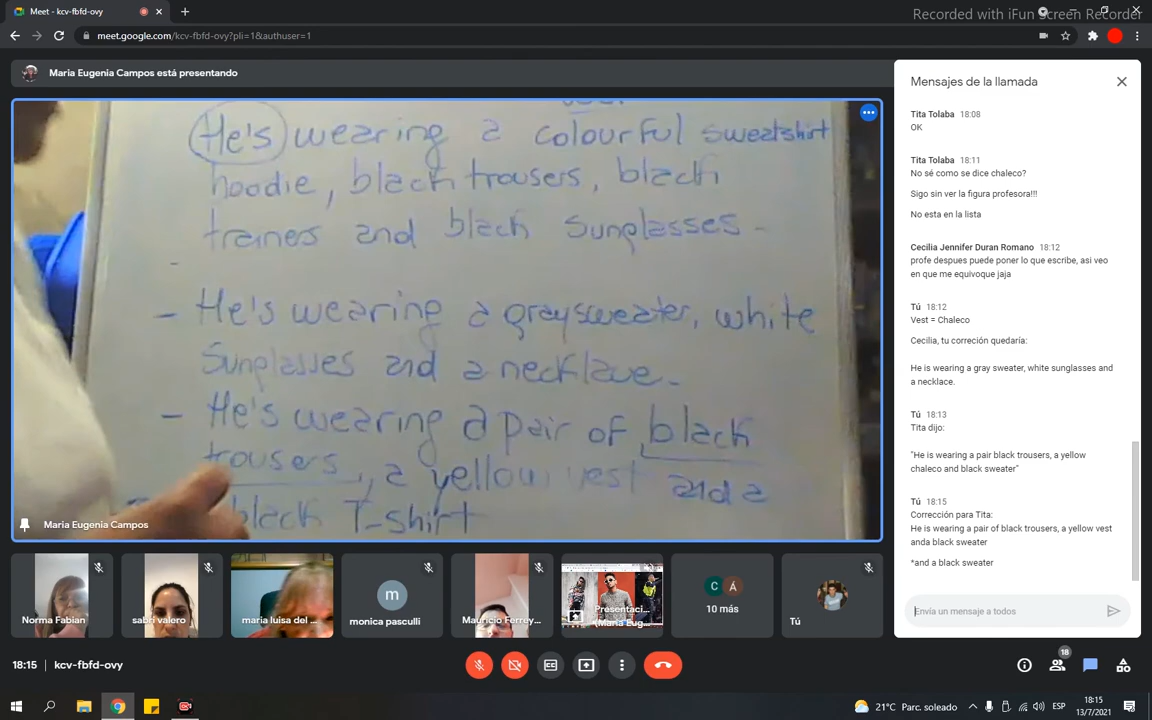 Meet - kcv-fbfd-ovy
Recorded with iFun Screen Recorder
meet.google.com/kcv-fbfd-ovy?pli=1&authuser=1
Maria Eugenia Campos está presentando
He's wearing a colourful sweatshirt
hoodie, black trousers, black
trainers and black sunglasses -
- He's wearing a gray sweater, white
sunglasses and a necklace. -
- He's wearing a pair of black
trousers, a yellow vest and a
black T-shirt
Maria Eugenia Campos
Norma Fabian
sabri valero
maria luisa del ...
m
monica pasculli
Mauricio Ferrey...
Presentaci...
(Maria Eug...
C Á
10 más
Tú
18:15 | kcv-fbfd-ovy
18
Mensajes de la llamada
Tita Tolaba 18:08
OK
Tita Tolaba 18:11
No sé como se dice chaleco?
Sigo sin ver la figura profesora!!!
No esta en la lista
Cecilia Jennifer Duran Romano 18:12
profe despues puede poner lo que escribe, asi veo
en que me equivoque jaja
Tú 18:12
Vest = Chaleco
Cecilia, tu correción quedaría:
He is wearing a gray sweater, white sunglasses and
a necklace.
Tú 18:13
Tita dijo:
"He is wearing a pair black trousers, a yellow
chaleco and black sweater"
Tú 18:15
Corrección para Tita:
He is wearing a pair of black trousers, a yellow vest
anda black sweater
*and a black sweater
Envía un mensaje a todos
21°C Parc. soleado
ESP
18:15
13/7/2021